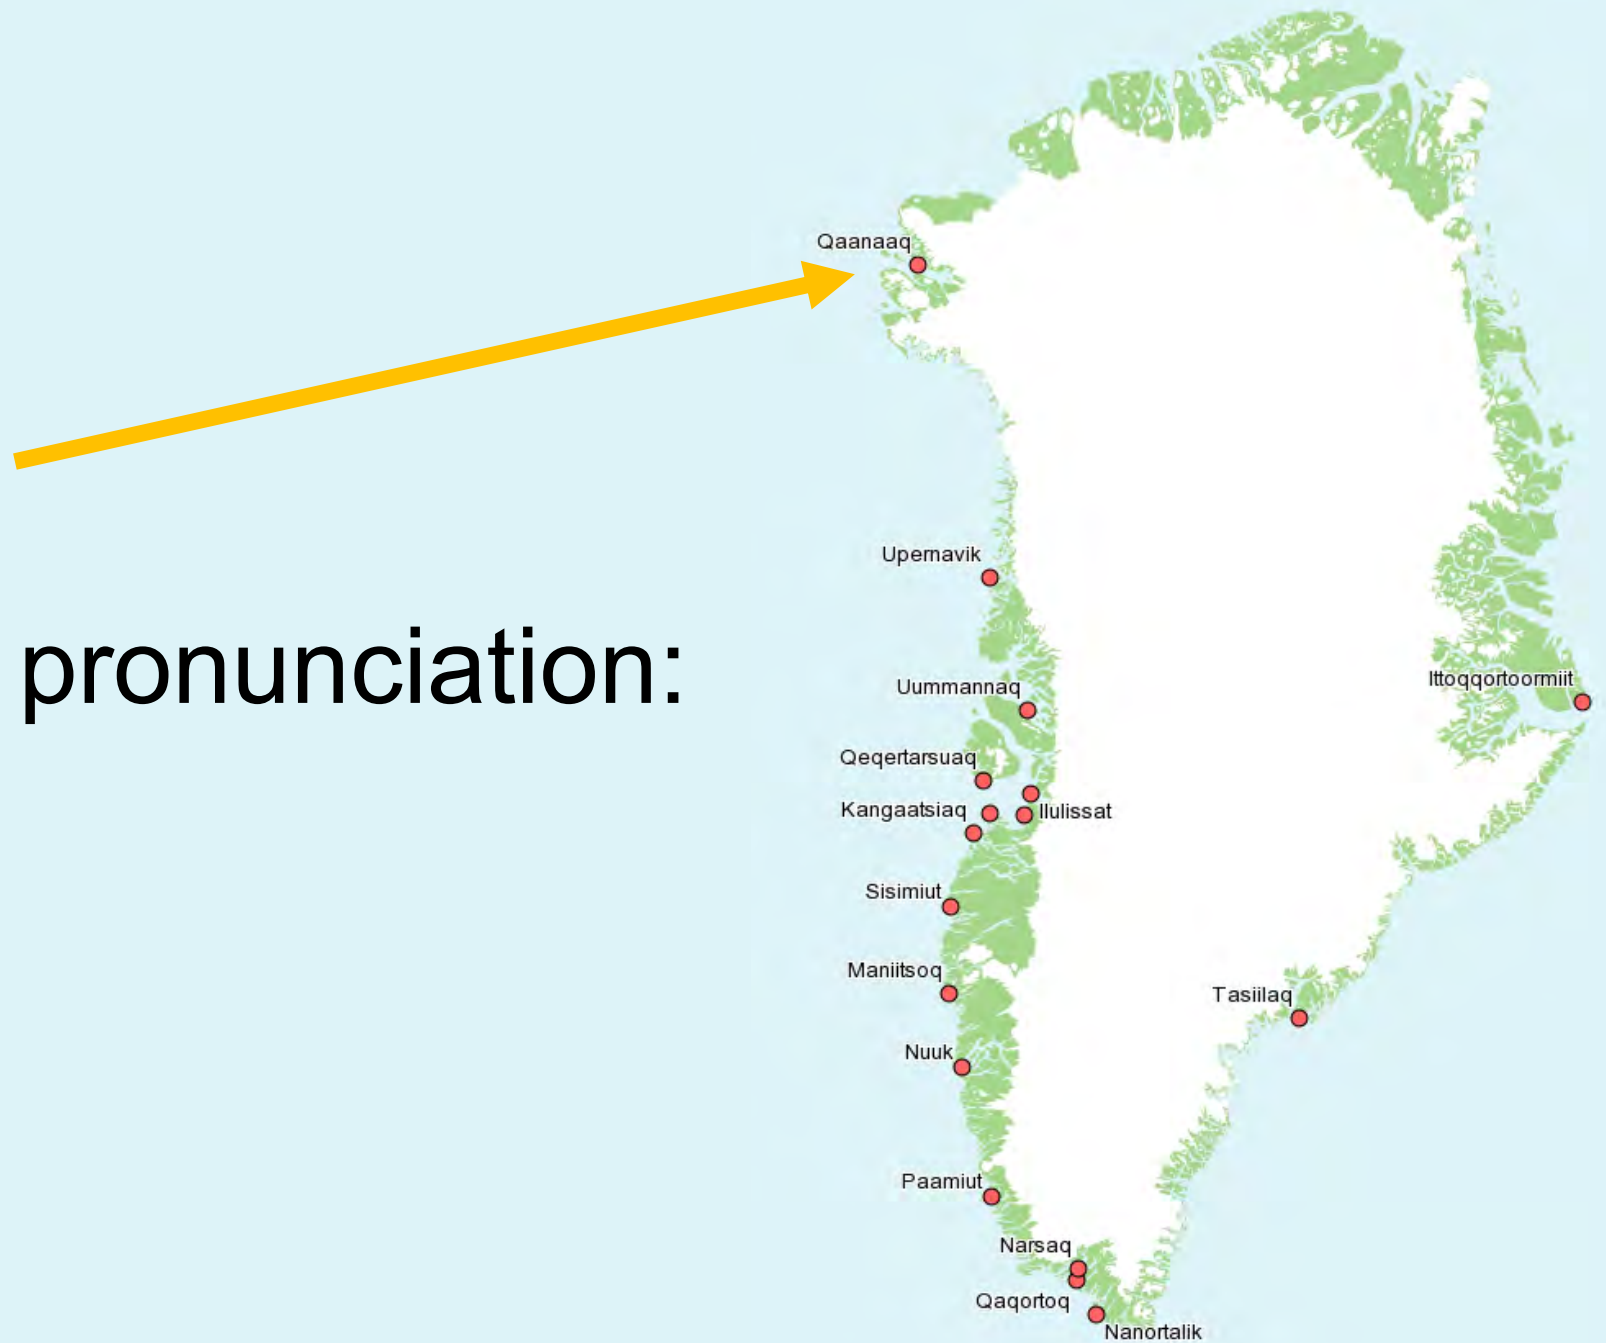 Qaanaaq
Upernavik
pronunciation:
Ittoqqortoormiit
Uummannaq
Qeqertarsuaq
Kangaatsiaq
Ilulissat
Sisimiut
Maniitsoq
Tasiilaq
Nuuk
Paamiut
Narsaq
Qaqortoq
Nanortalik